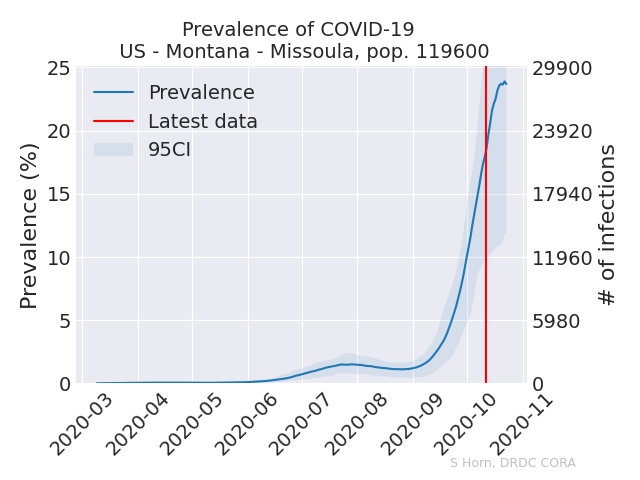 Prevalence of COVID-19
US - Montana - Missoula, pop. 119600
Prevalence
Latest data
95CI
Prevalence (%)
25
20
15
10
5
0
29900
23920
17940
11960
5980
0
# of infections
2020-03
2020-04
2020-05
2020-06
2020-07
2020-08
2020-09
2020-10
2020-11
S Horn, DRDC CORA